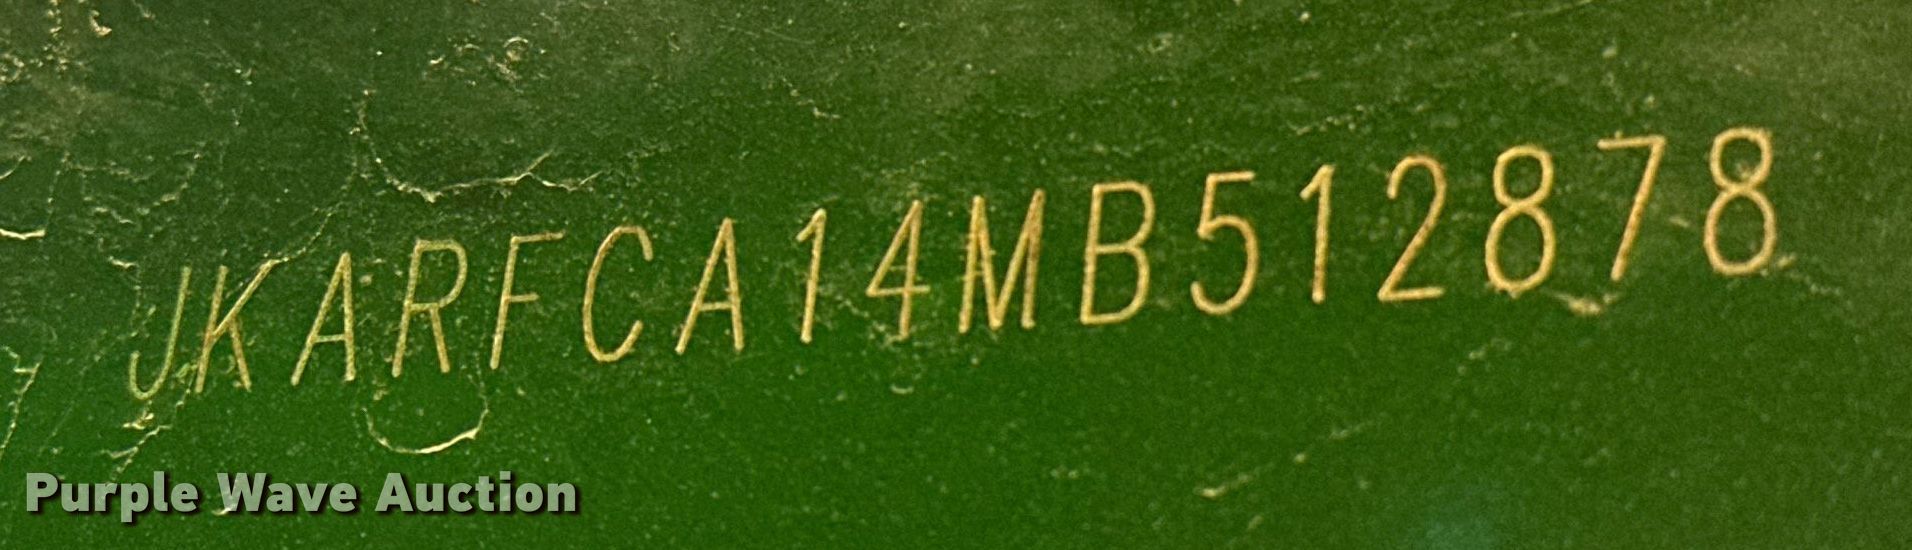 JKARFCA14MB512878
Purple Wave Auction